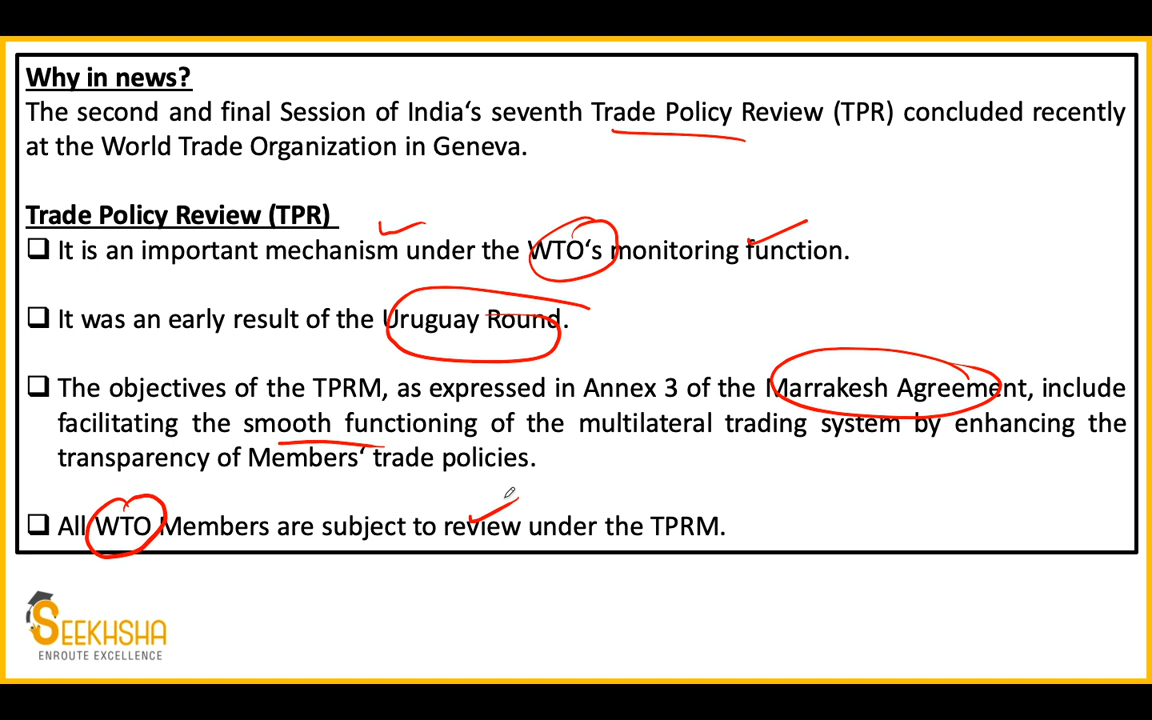 Why in news?
The second and final Session of India‘s seventh Trade Policy Review (TPR) concluded recently
at the World Trade Organization in Geneva.
Trade Policy Review (TPR)
❑ It is an important mechanism under the WTO‘s monitoring function.
❑ It was an early result of the Uruguay Round.
❑ The objectives of the TPRM, as expressed in Annex 3 of the Marrakesh Agreement, include
facilitating the smooth functioning of the multilateral trading system by enhancing the
transparency of Members‘ trade policies.
❑ All WTO Members are subject to review under the TPRM.
SEEKHSHA
ENROUTE EXCELLENCE